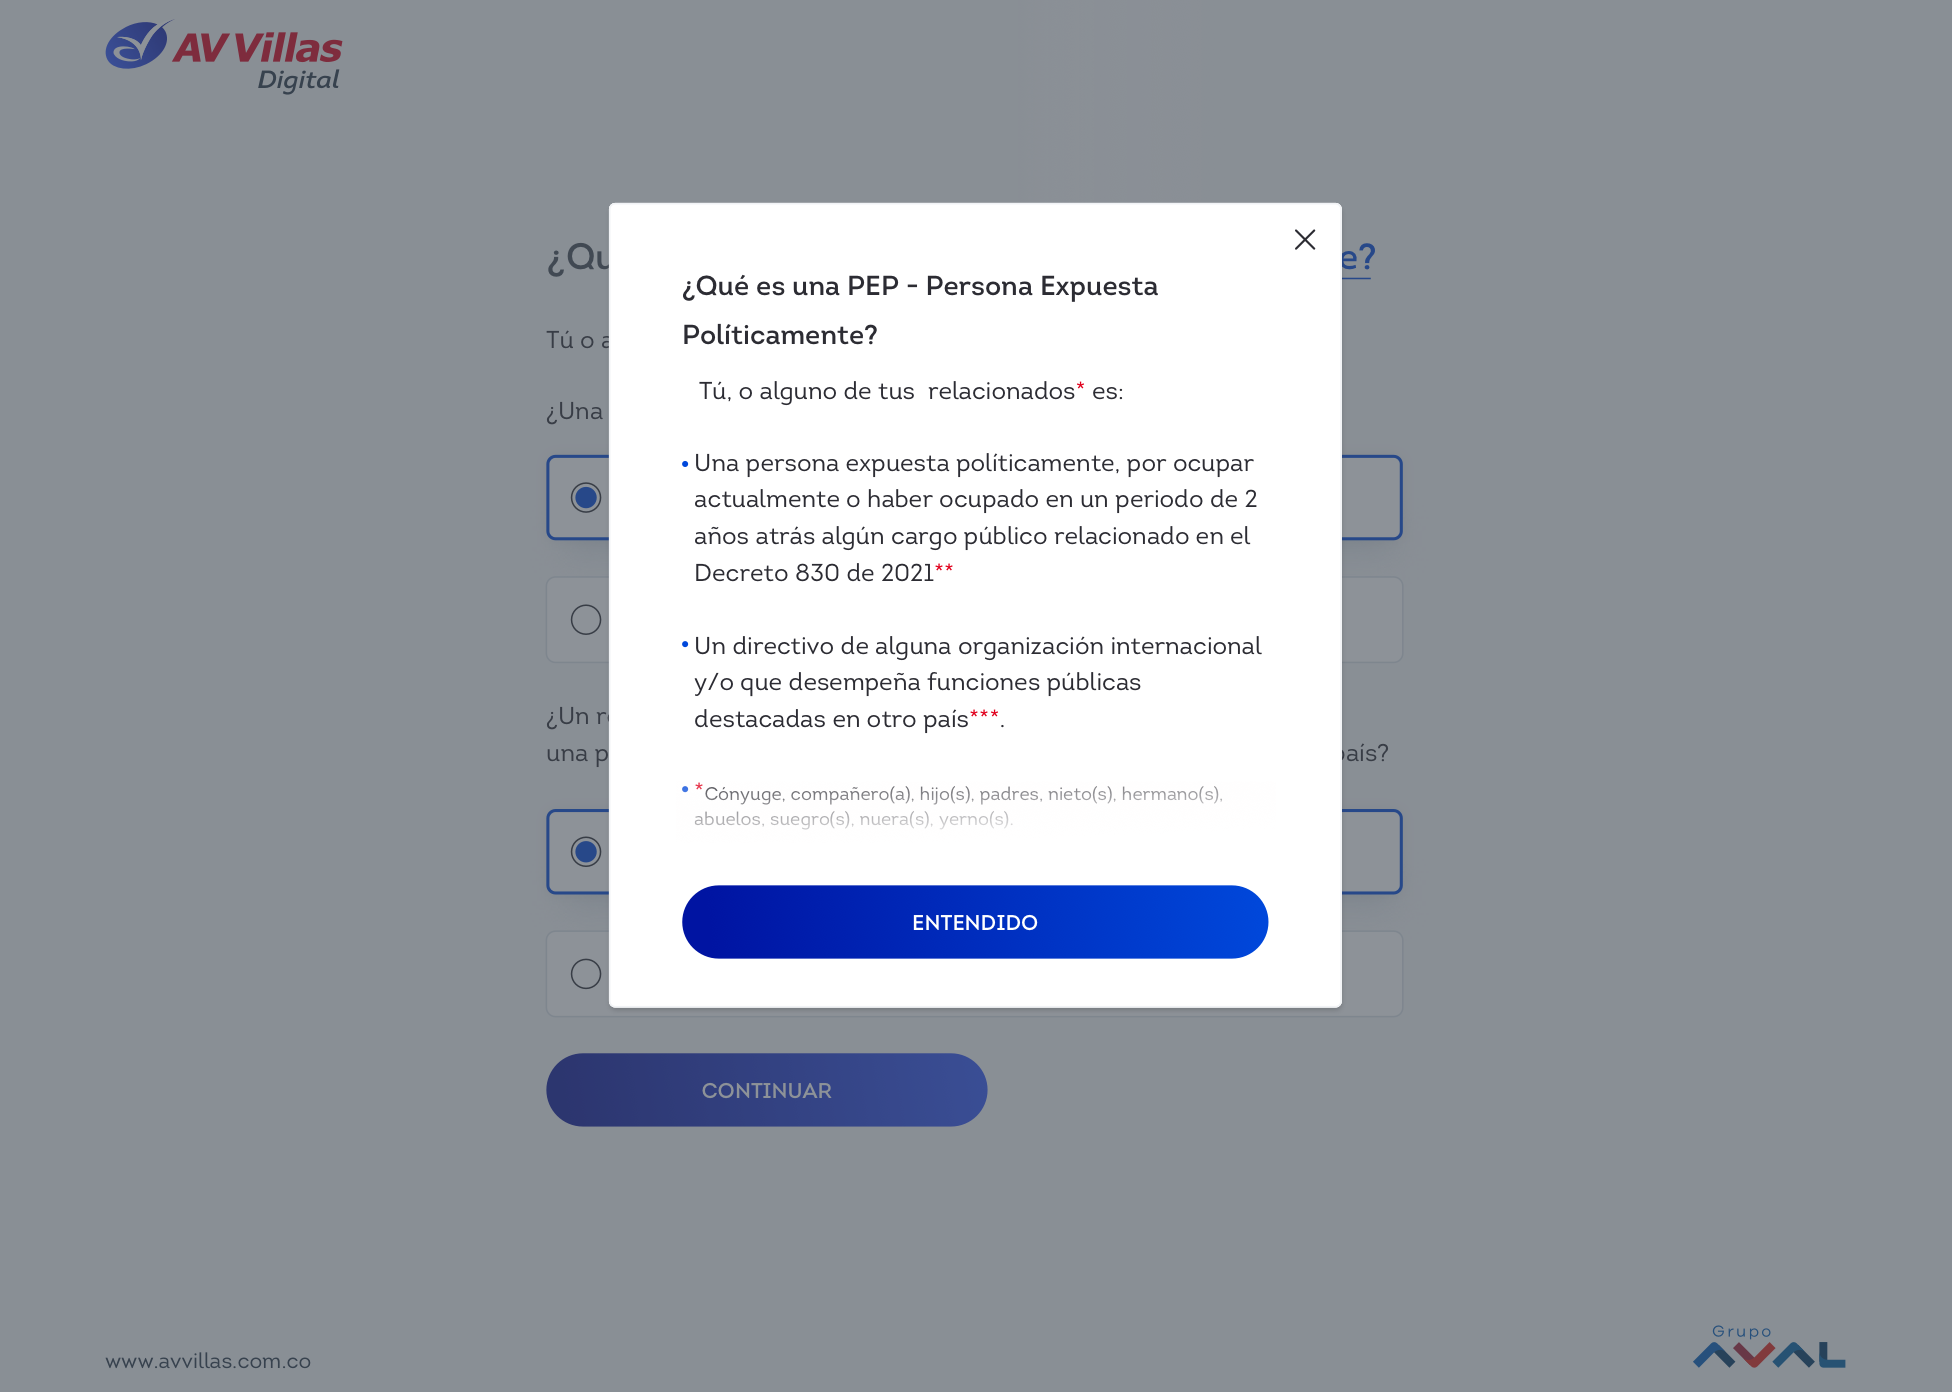 AV Villas
Digital
e?
¿Qué es una PEP - Persona Expuesta
Políticamente?
Tú o
Tú, o alguno de tus relacionados* es:
¿Una
• Una persona expuesta políticamente, por ocupar
actualmente o haber ocupado en un periodo de 2
años atrás algún cargo público relacionado en el
Decreto 830 de 2021**
• Un directivo de alguna organización internacional
y/o que desempeña funciones públicas
destacadas en otro país***.
¿Un
una
país?
• *Cónyuge, compañero(a), hijo(s), padres, nieto(s), hermano(s),
abuelos, suegro(s), nuera(s), yerno(s).
ENTENDIDO
CONTINUAR
Grupo
AVAL
www.avvillas.com.co